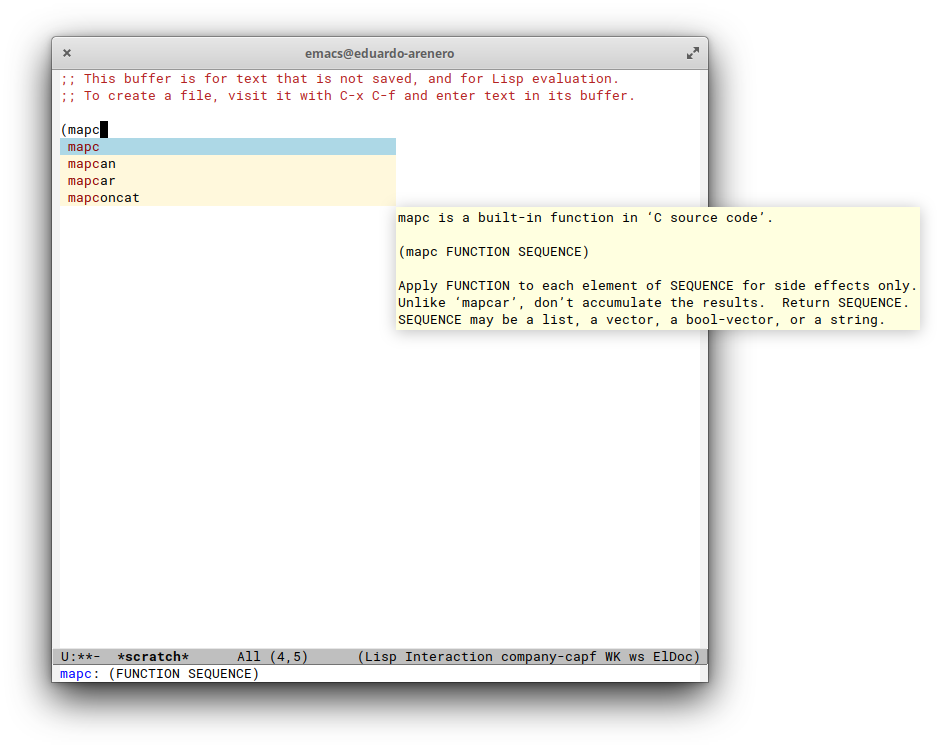 emacs@eduardo-arenero
;; This buffer is for text that is not saved, and for Lisp evaluation.
;; To create a file, visit it with C-x C-f and enter text in its buffer.
(mapc
mapc
mapcan
mapcar
mapconcat
mapc is a built-in function in ‘C source code’.
(mapc FUNCTION SEQUENCE)
Apply FUNCTION to each element of SEQUENCE for side effects only.
Unlike ‘mapcar’, don’t accumulate the results.  Return SEQUENCE.
SEQUENCE may be a list, a vector, a bool-vector, or a string.
U:**-  *scratch*      All (4,5)      (Lisp Interaction company-capf WK ws ElDoc)
mapc: (FUNCTION SEQUENCE)